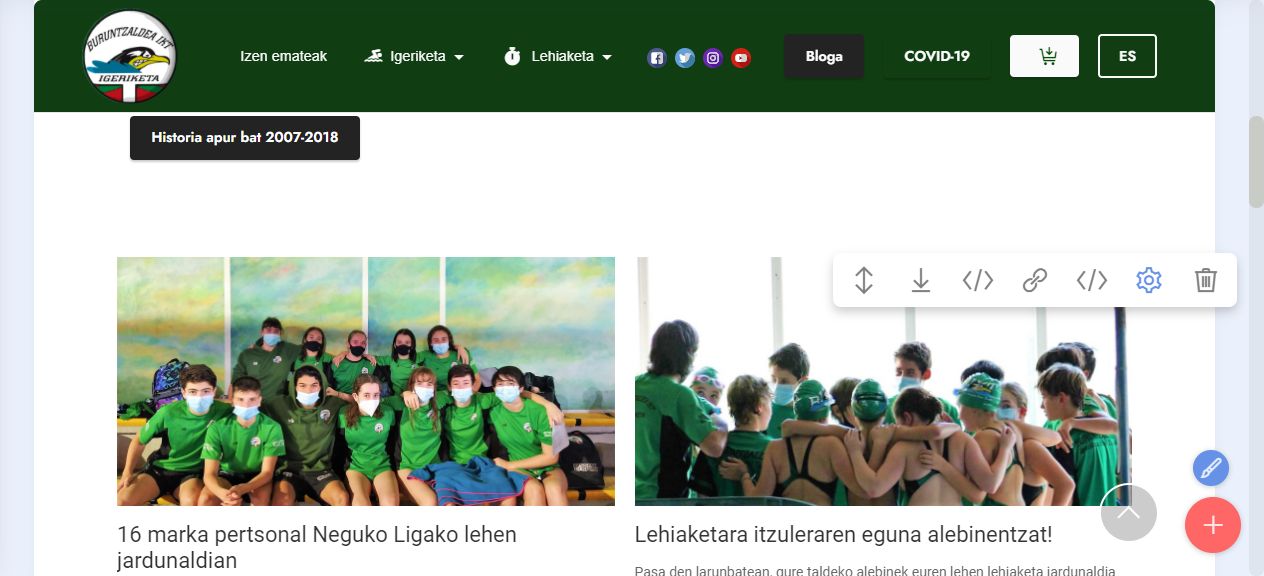 BURUNTZALDEA IKT
IGERIKETA
Izen emateak
Igeriketa
Lehiaketa
Bloga
COVID-19
ES
Historia apur bat 2007-2018
16 marka pertsonal Neguko Ligako lehen
jardunaldian
Lehiaketara itzuleraren eguna alebinentzat!
Pasa den larunbatean, gure taldeko alebinek euren lehen lehiaketa jardunaldia